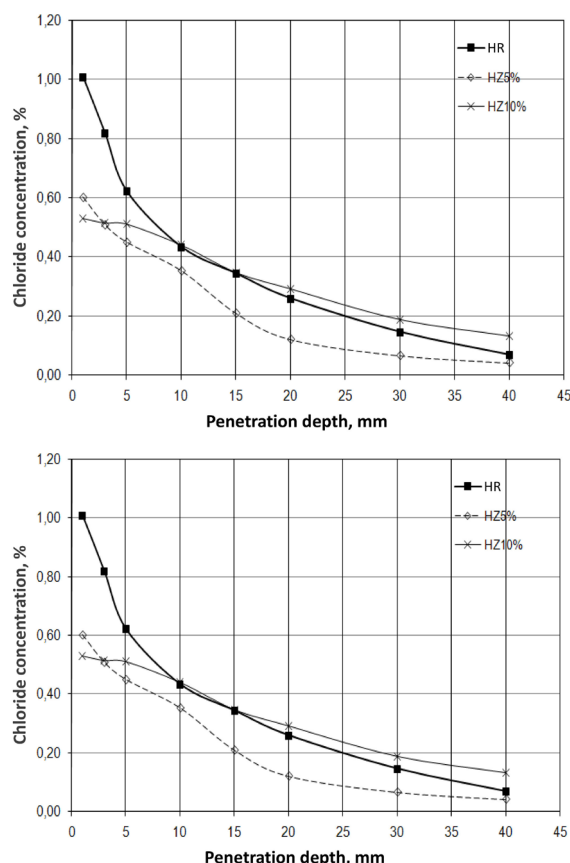 1,20
1,00
0,80
0,60
0,40
0,20
0,00
Chloride concentration, %
HR
HZ5%
HZ10%
0 5 10 15 20 25 30 35 40 45
Penetration depth, mm
1,20
1,00
0,80
0,60
0,40
0,20
0,00
Chloride concentration, %
HR
HZ5%
HZ10%
0 5 10 15 20 25 30 35 40 45
Penetration depth, mm